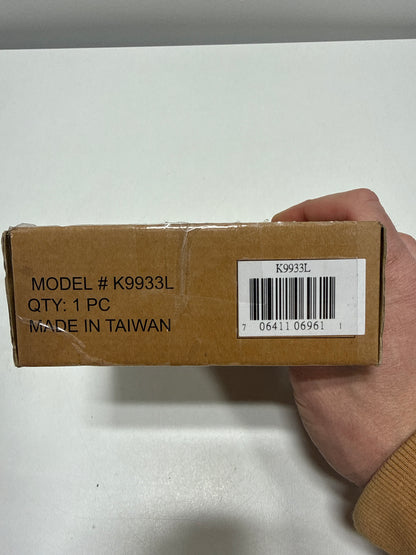 MODEL # K9933L
QTY: 1 PC
MADE IN TAIWAN
K9933L
7 06411 06961 1